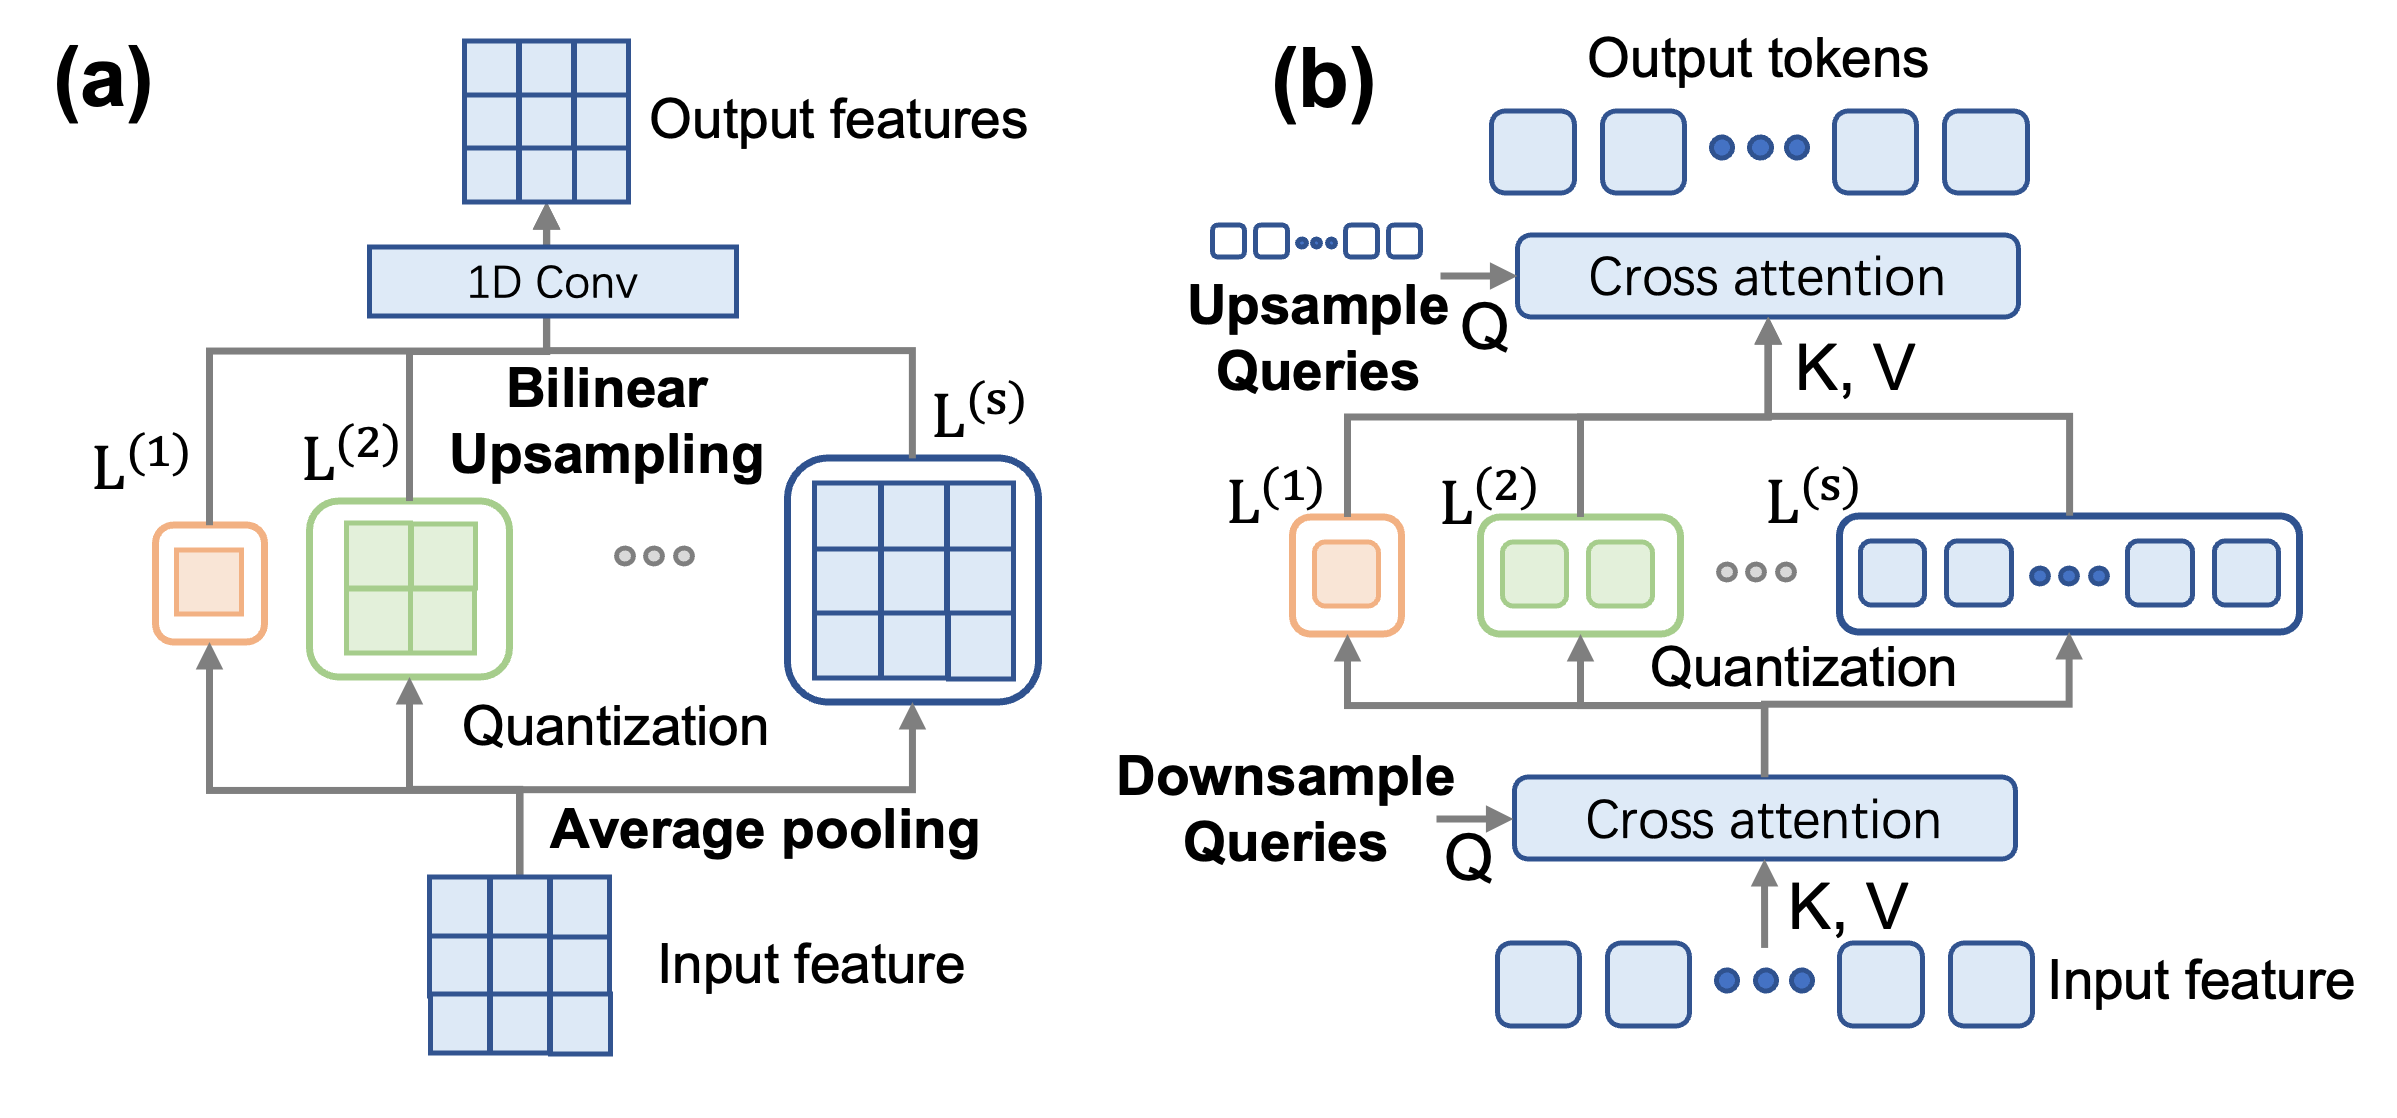 (a)
Output features
1D Conv
Bilinear
Upsampling
L⁽¹⁾
L⁽²⁾
L⁽ˢ⁾
Quantization
Average pooling
Input feature
(b)
Output tokens
Cross attention
Upsample
Queries
Q
K, V
L⁽¹⁾
L⁽²⁾
L⁽ˢ⁾
Quantization
Downsample
Queries
Q
Cross attention
K, V
Input feature